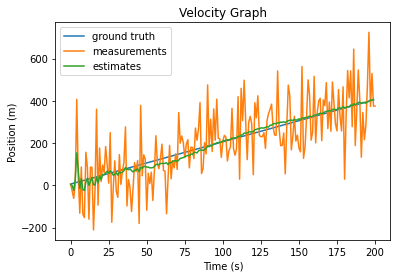 Velocity Graph
ground truth
measurements
estimates
Position (m)
600
400
200
0
−200
0
25
50
75
100
125
150
175
200
Time (s)